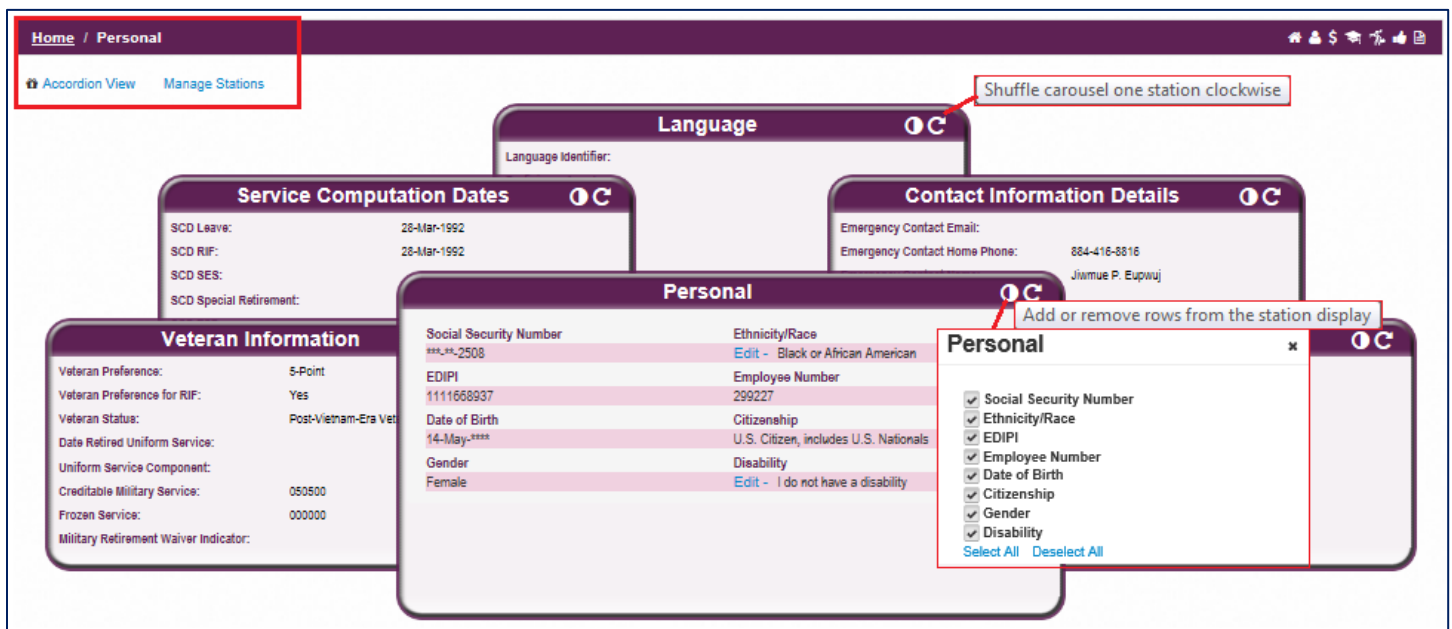 Home / Personal
Accordion View Manage Stations
Shuffle carousel one station clockwise
Language
Language Identifier:
Service Computation Dates
SCD Leave: 28-Mar-1992
SCD RIF: 28-Mar-1992
SCD SES:
SCD Special Retirement:
Contact Information Details
Emergency Contact Email:
Emergency Contact Home Phone: 884-416-8816
Jiwmue P. Eupwuj
Veteran Information
Veteran Preference: 5-Point
Veteran Preference for RIF: Yes
Veteran Status: Post-Vietnam-Era
Date Retired Uniform Service:
Uniform Service Component:
Creditable Military Service: 050500
Frozen Service: 000000
Military Retirement Waiver Indicator:
Personal
Social Security Number Ethnicity/Race
***-**-2508 Edit - Black or African American
EDIPI Employee Number
1111668937 299227
Date of Birth Citizenship
14-May-**** U.S. Citizen, includes U.S. Nationals
Gender Disability
Female Edit - I do not have a disability
Add or remove rows from the station display
Personal
Social Security Number
Ethnicity/Race
EDIPI
Employee Number
Date of Birth
Citizenship
Gender
Disability
Select All Deselect All